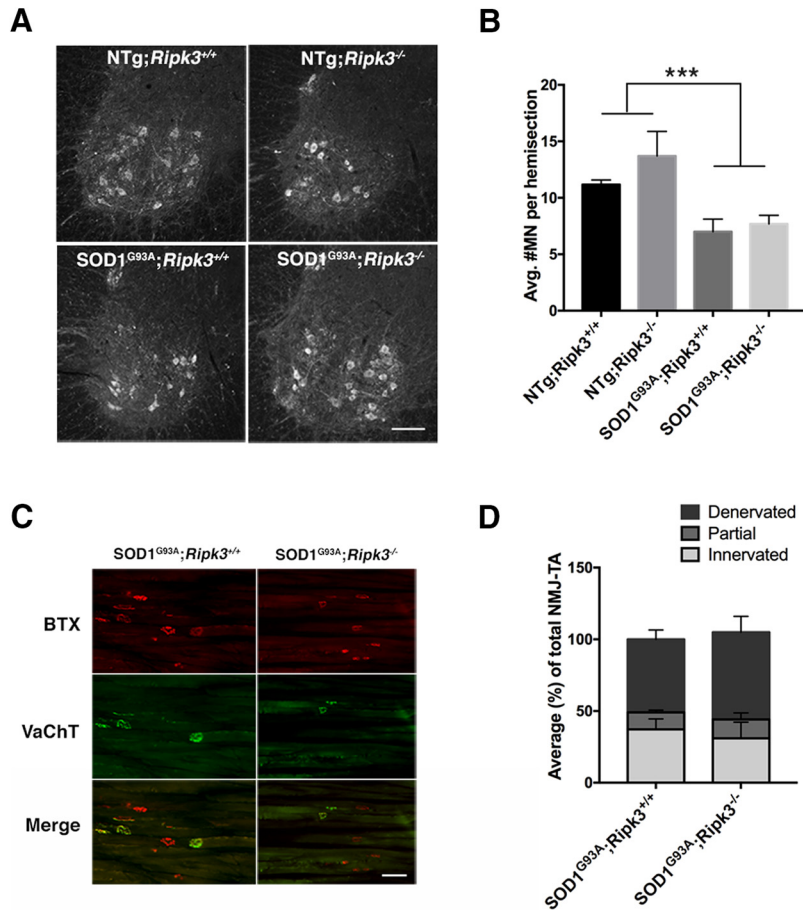 A
NTg;Ripk3+/+
NTg;Ripk3-/-
SOD1G93A;Ripk3+/+
SOD1G93A;Ripk3-/-
B
***
Avg. #MN per hemisection
20
15
10
5
0
NTg;Ripk3+/+
NTg;Ripk3-/-
SOD1G93A;Ripk3+/+
SOD1G93A;Ripk3-/-
C
SOD1G93A;Ripk3+/+
SOD1G93A;Ripk3-/-
BTX
VaChT
Merge
D
Denervated
Partial
Innervated
Average (%) of total NMJ-TA
150
100
50
0
SOD1G93A;Ripk3+/+
SOD1G93A;Ripk3-/-